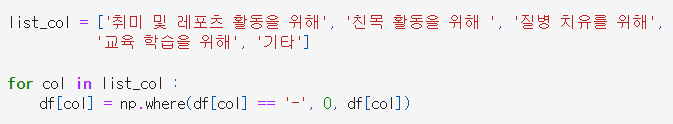 list_col = ['취미 및 레포츠 활동을 위해', '친목 활동을 위해 ', '질병 치유를 위해',
'교육 학습을 위해', '기타']
for col in list_col :
df[col] = np.where(df[col] == '-', 0, df[col])